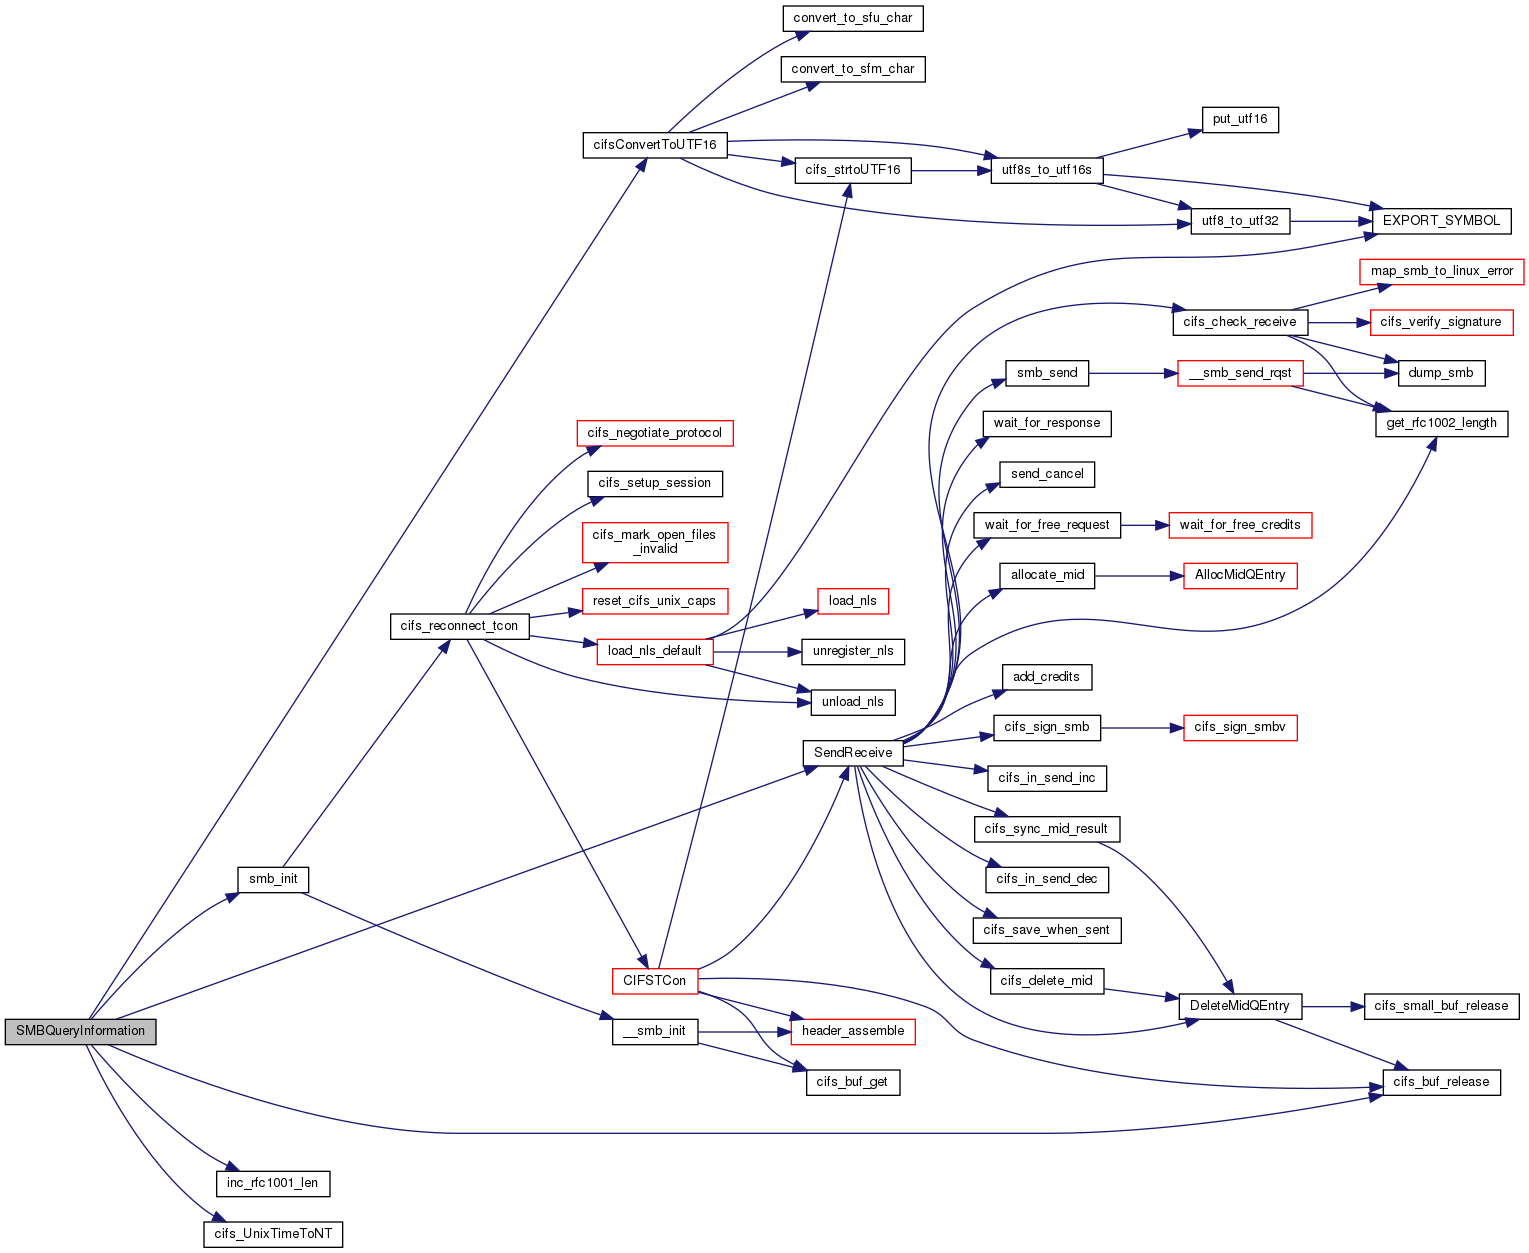 convert_to_sfu_char
convert_to_sfm_char
put_utf16
cifsConvertToUTF16
cifs_strtoUTF16
utf8s_to_utf16s
utf8_to_utf32
EXPORT_SYMBOL
map_smb_to_linux_error
cifs_check_receive
cifs_verify_signature
smb_send
__smb_send_rqst
dump_smb
wait_for_response
get_rfc1002_length
cifs_negotiate_protocol
cifs_setup_session
send_cancel
cifs_mark_open_files
_invalid
wait_for_free_request
wait_for_free_credits
allocate_mid
AllocMidQEntry
reset_cifs_unix_caps
load_nls
cifs_reconnect_tcon
load_nls_default
unregister_nls
add_credits
unload_nls
cifs_sign_smb
cifs_sign_smbv
SendReceive
cifs_in_send_inc
cifs_sync_mid_result
smb_init
cifs_in_send_dec
cifs_save_when_sent
CIFSTCon
cifs_delete_mid
DeleteMidQEntry
cifs_small_buf_release
SMBQueryInformation
__smb_init
header_assemble
cifs_buf_get
cifs_buf_release
inc_rfc1001_len
cifs_UnixTimeToNT